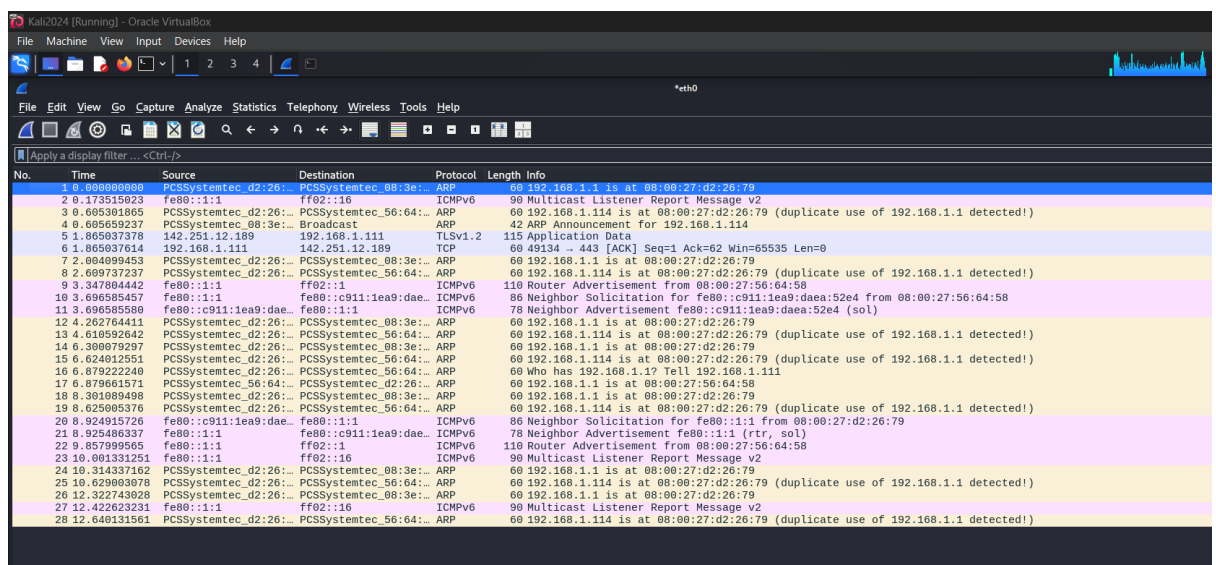 Kali2024 [Running] - Oracle VirtualBox
File Machine View Input Devices Help
1 2 3 4
*eth0
File Edit View Go Capture Analyze Statistics Telephony Wireless Tools Help
Apply a display filter ... <Ctrl-/>
No. Time Source Destination Protocol Length Info
1 0.000000000 PCSSystemtec_d2:26:… PCSSystemtec_08:3e:… ARP 60 192.168.1.1 is at 08:00:27:d2:26:79
2 0.173515023 fe80::1:1 ff02::16 ICMPv6 90 Multicast Listener Report Message v2
3 0.605301865 PCSSystemtec_d2:26:… PCSSystemtec_56:64:… ARP 60 192.168.1.114 is at 08:00:27:d2:26:79 (duplicate use of 192.168.1.1 detected!)
4 0.605659237 PCSSystemtec_08:3e:… Broadcast ARP 42 ARP Announcement for 192.168.1.114
5 1.865037378 142.251.12.189 192.168.1.111 TLSv1.2 115 Application Data
6 1.865037614 192.168.1.111 142.251.12.189 TCP 60 49134 → 443 [ACK] Seq=1 Ack=62 Win=65535 Len=0
7 2.004099453 PCSSystemtec_d2:26:… PCSSystemtec_08:3e:… ARP 60 192.168.1.1 is at 08:00:27:d2:26:79
8 2.609737237 PCSSystemtec_d2:26:… PCSSystemtec_56:64:… ARP 60 192.168.1.114 is at 08:00:27:d2:26:79 (duplicate use of 192.168.1.1 detected!)
9 3.347804442 fe80::1:1 ff02::1 ICMPv6 110 Router Advertisement from 08:00:27:56:64:58
10 3.696585457 fe80::1:1 fe80::c911:1ea9:dae… ICMPv6 86 Neighbor Solicitation for fe80::c911:1ea9:daea:52e4 from 08:00:27:56:64:58
11 3.696585580 fe80::c911:1ea9:dae… fe80::1:1 ICMPv6 78 Neighbor Advertisement fe80::c911:1ea9:daea:52e4 (sol)
12 4.262764411 PCSSystemtec_d2:26:… PCSSystemtec_08:3e:… ARP 60 192.168.1.1 is at 08:00:27:d2:26:79
13 4.610592642 PCSSystemtec_d2:26:… PCSSystemtec_56:64:… ARP 60 192.168.1.114 is at 08:00:27:d2:26:79 (duplicate use of 192.168.1.1 detected!)
14 6.300079297 PCSSystemtec_d2:26:… PCSSystemtec_08:3e:… ARP 60 192.168.1.1 is at 08:00:27:d2:26:79
15 6.624012551 PCSSystemtec_d2:26:… PCSSystemtec_56:64:… ARP 60 192.168.1.114 is at 08:00:27:d2:26:79 (duplicate use of 192.168.1.1 detected!)
16 6.879222240 PCSSystemtec_d2:26:… PCSSystemtec_56:64:… ARP 60 Who has 192.168.1.1? Tell 192.168.1.111
17 6.879661571 PCSSystemtec_56:64:… PCSSystemtec_d2:26:… ARP 60 192.168.1.1 is at 08:00:27:56:64:58
18 8.301089498 PCSSystemtec_d2:26:… PCSSystemtec_08:3e:… ARP 60 192.168.1.1 is at 08:00:27:d2:26:79
19 8.625005376 PCSSystemtec_d2:26:… PCSSystemtec_56:64:… ARP 60 192.168.1.114 is at 08:00:27:d2:26:79 (duplicate use of 192.168.1.1 detected!)
20 8.924915726 fe80::c911:1ea9:dae… fe80::1:1 ICMPv6 86 Neighbor Solicitation for fe80::1:1 from 08:00:27:d2:26:79
21 8.925486337 fe80::1:1 fe80::c911:1ea9:dae… ICMPv6 78 Neighbor Advertisement fe80::1:1 (rtr, sol)
22 9.857999565 fe80::1:1 ff02::1 ICMPv6 110 Router Advertisement from 08:00:27:56:64:58
23 10.001331251 fe80::1:1 ff02::16 ICMPv6 90 Multicast Listener Report Message v2
24 10.314337162 PCSSystemtec_d2:26:… PCSSystemtec_08:3e:… ARP 60 192.168.1.1 is at 08:00:27:d2:26:79
25 10.629003078 PCSSystemtec_d2:26:… PCSSystemtec_56:64:… ARP 60 192.168.1.114 is at 08:00:27:d2:26:79 (duplicate use of 192.168.1.1 detected!)
26 12.322743028 PCSSystemtec_d2:26:… PCSSystemtec_08:3e:… ARP 60 192.168.1.1 is at 08:00:27:d2:26:79
27 12.422623231 fe80::1:1 ff02::16 ICMPv6 90 Multicast Listener Report Message v2
28 12.640131561 PCSSystemtec_d2:26:… PCSSystemtec_56:64:… ARP 60 192.168.1.114 is at 08:00:27:d2:26:79 (duplicate use of 192.168.1.1 detected!)